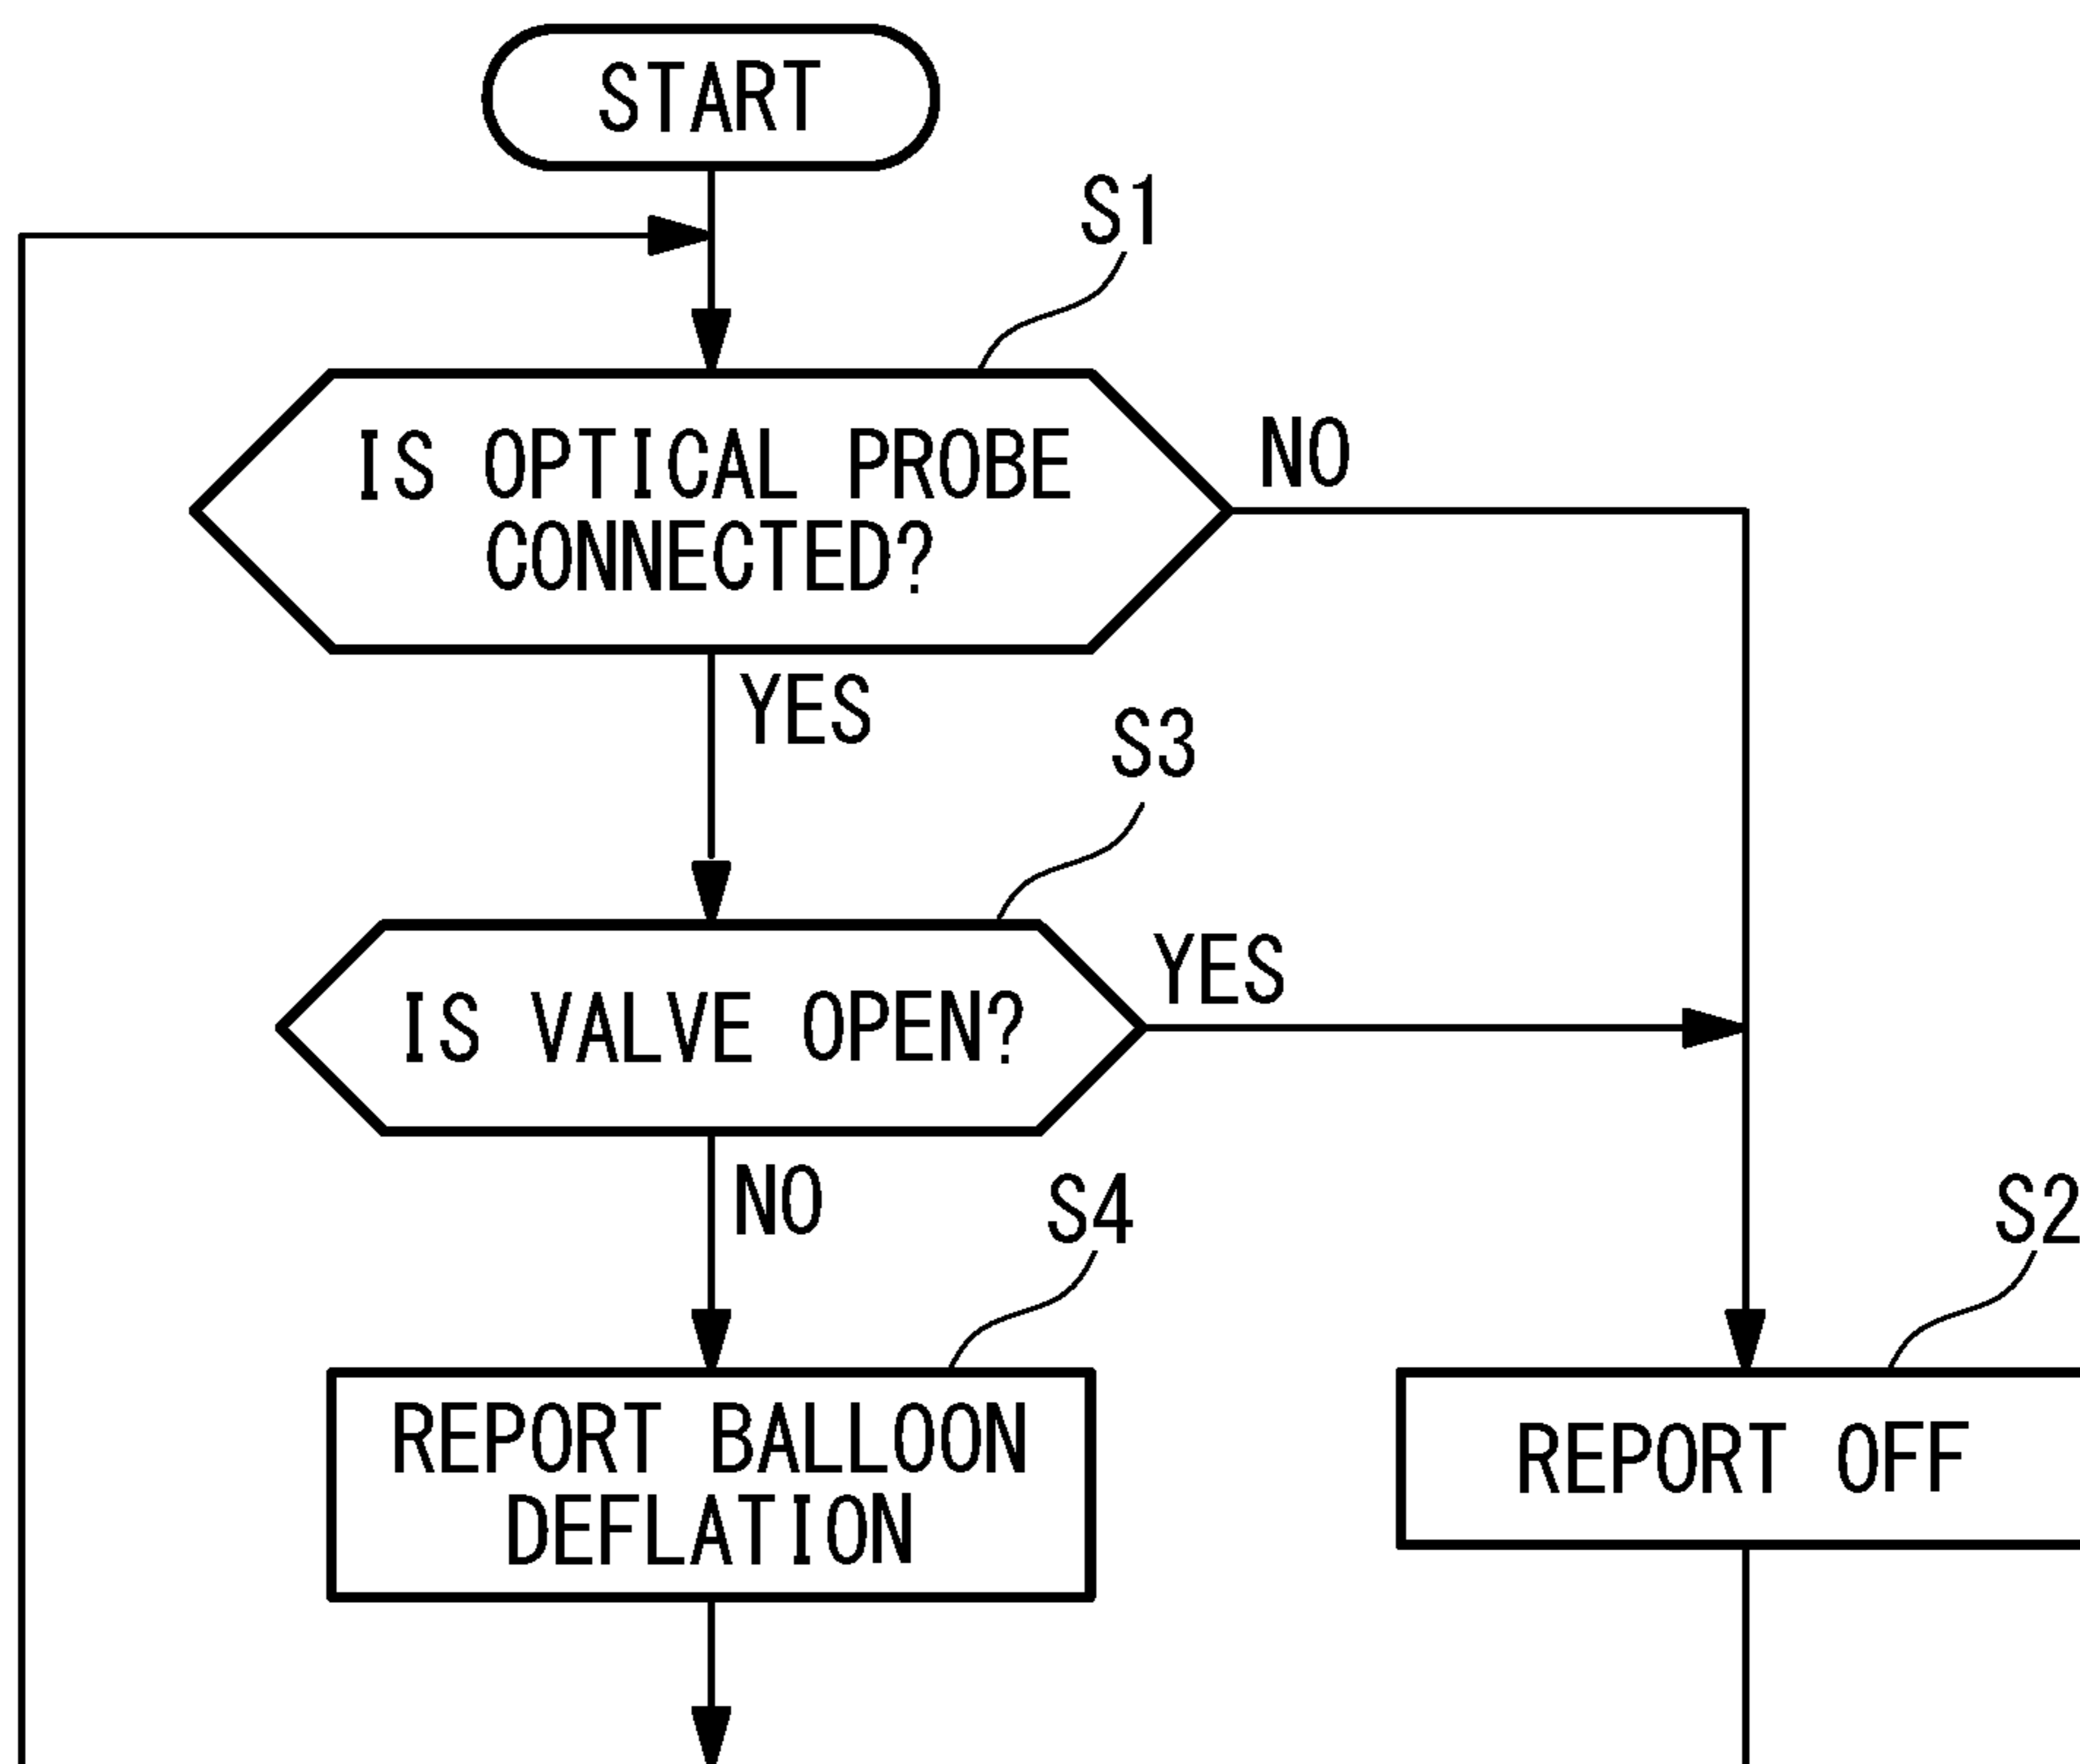 START
S1
IS OPTICAL PROBE
CONNECTED?
NO
YES
S3
IS VALVE OPEN?
YES
NO
S4
S2
REPORT BALLOON
DEFLATION
REPORT OFF